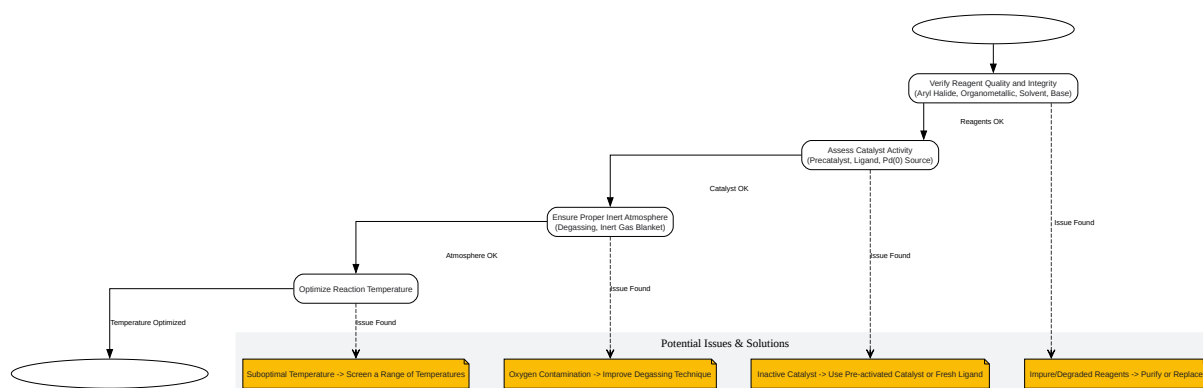 Verify Reagent Quality and Integrity
(Aryl Halide, Organometallic, Solvent, Base)
Reagents OK
Assess Catalyst Activity
(Precatalyst, Ligand, Pd(0) Source)
Catalyst OK
Ensure Proper Inert Atmosphere
(Degassing, Inert Gas Blanket)
Issue Found
Atmosphere OK
Issue Found
Optimize Reaction Temperature
Issue Found
Temperature Optimized
Issue Found
Potential Issues & Solutions
Suboptimal Temperature -> Screen a Range of Temperatures
Oxygen Contamination -> Improve Degassing Technique
Inactive Catalyst -> Use Pre-activated Catalyst or Fresh Ligand
Impure/Degraded Reagents -> Purify or Replace